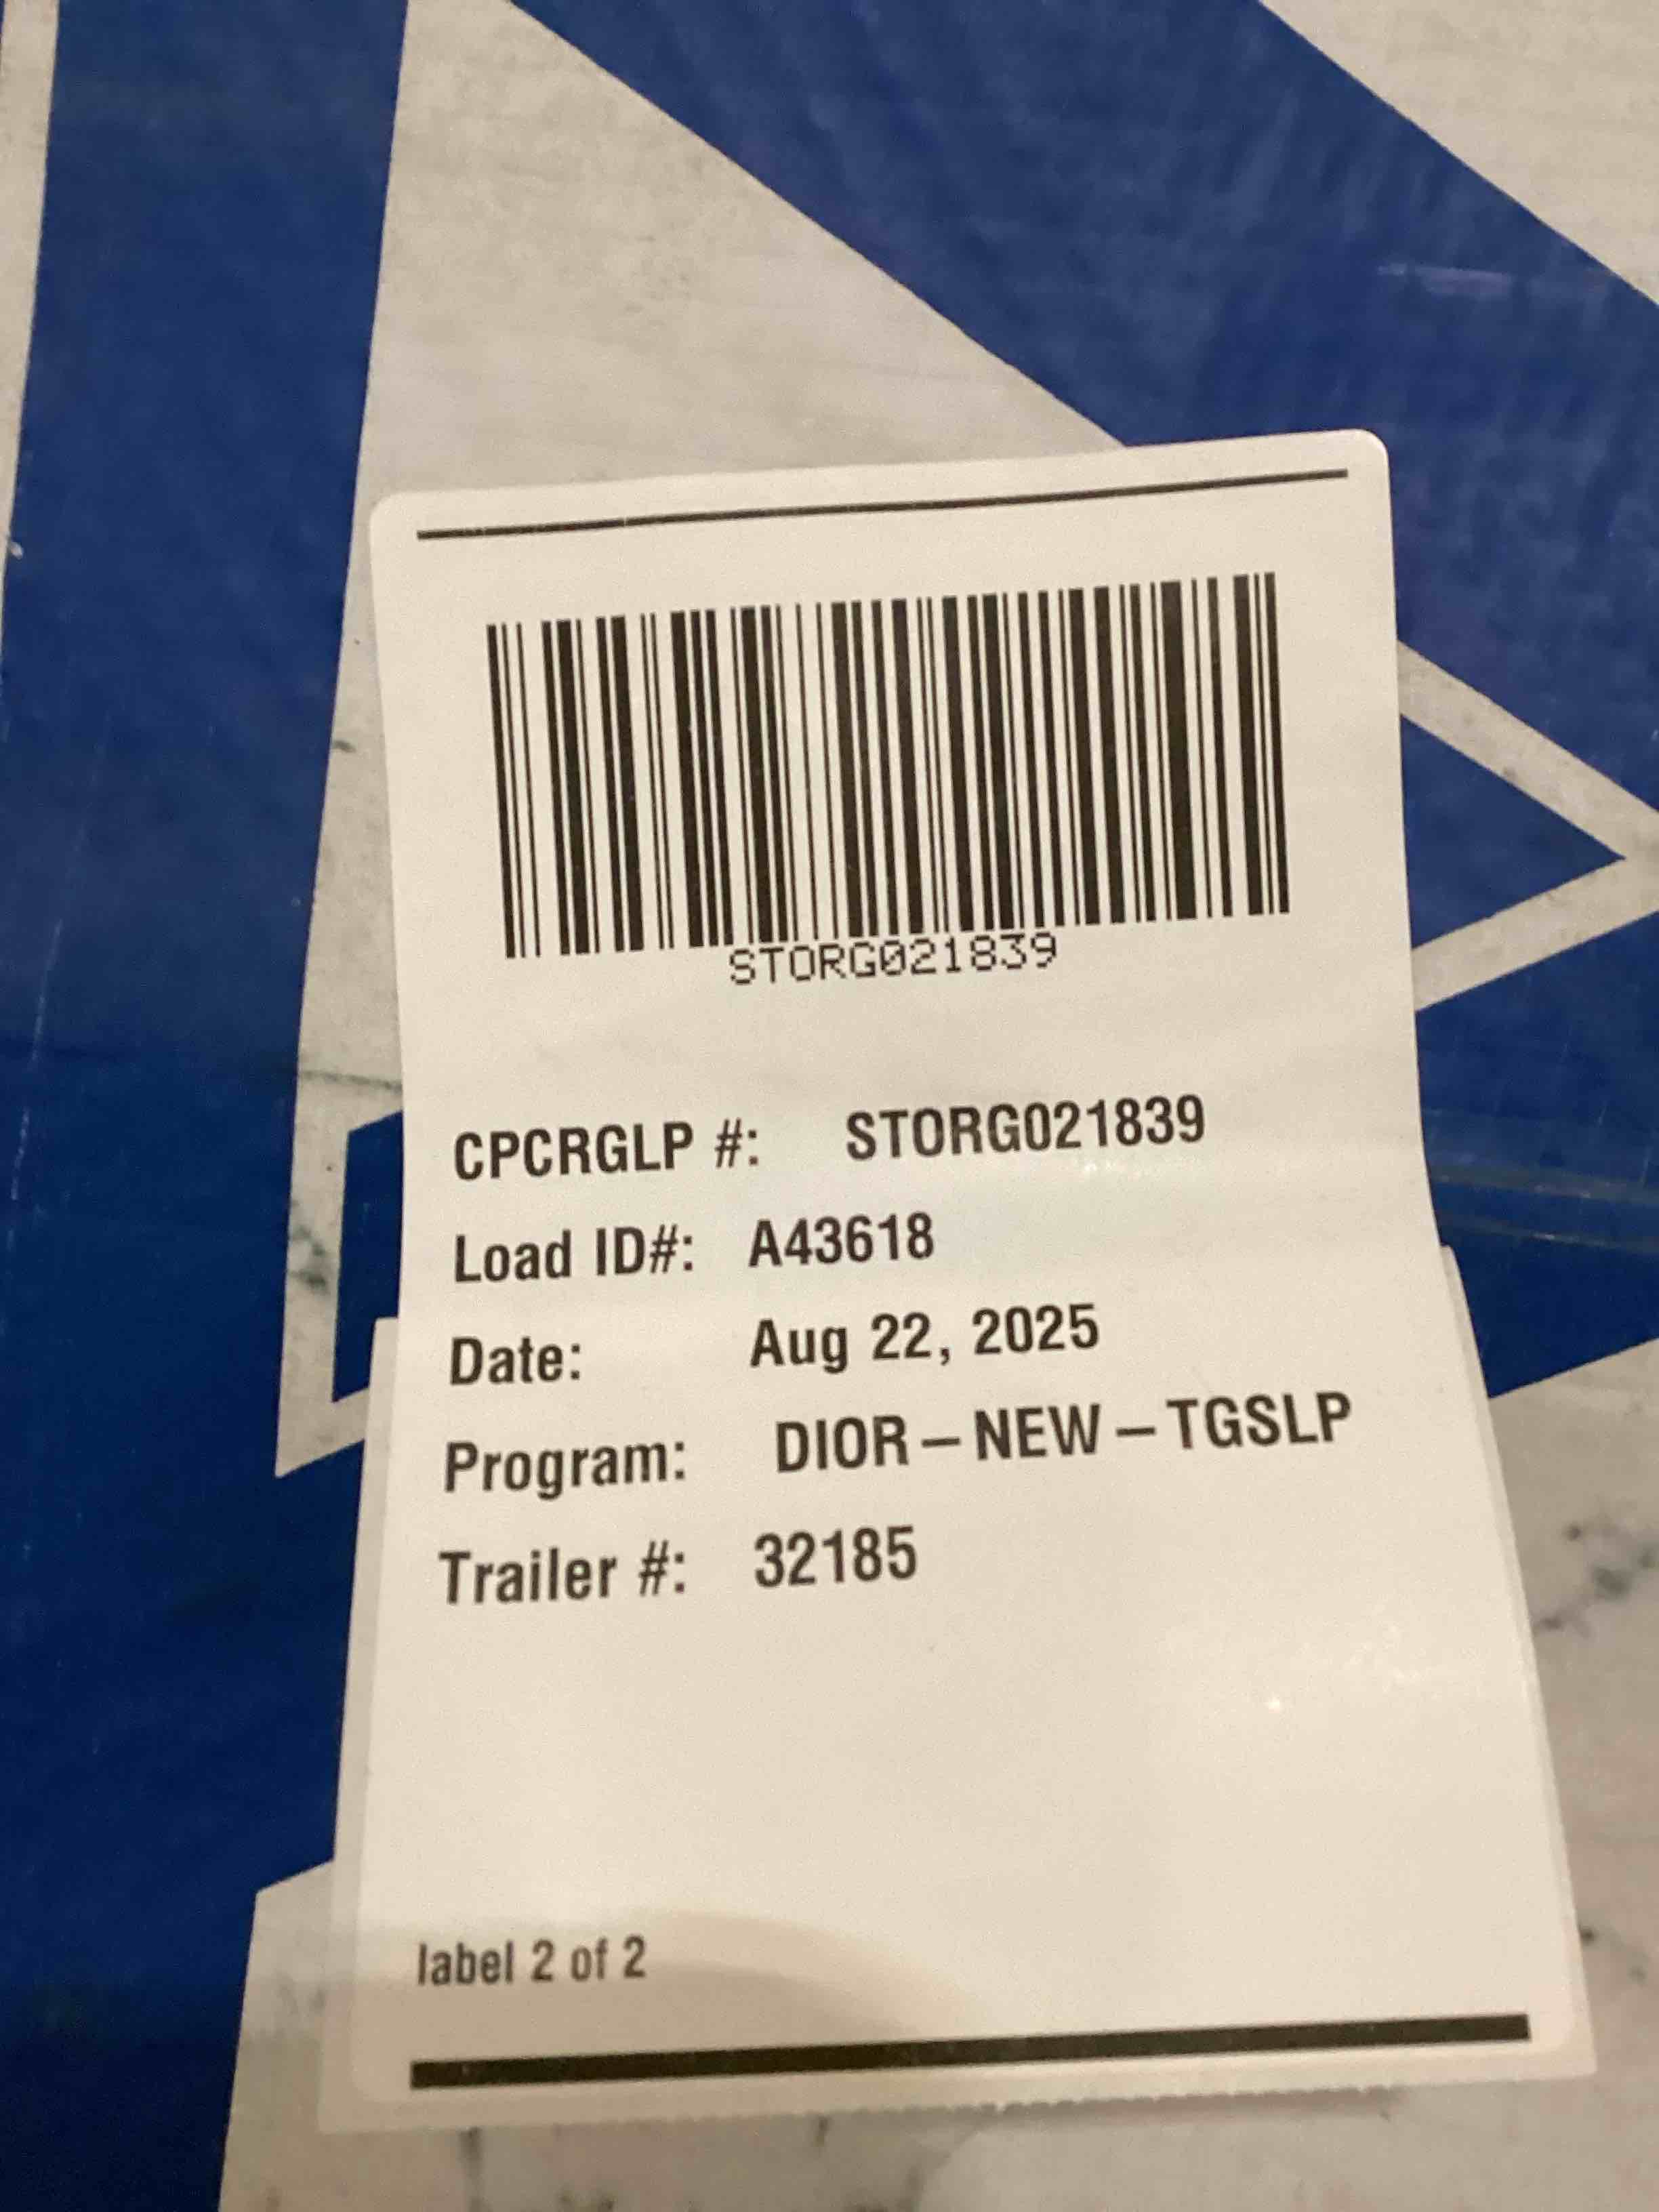 STORG021839
CPCRGLP #: STORG021839
Load ID#: A43618
Date: Aug 22, 2025
Program: DIOR – NEW – TGSLP
Trailer #: 32185
label 2 of 2